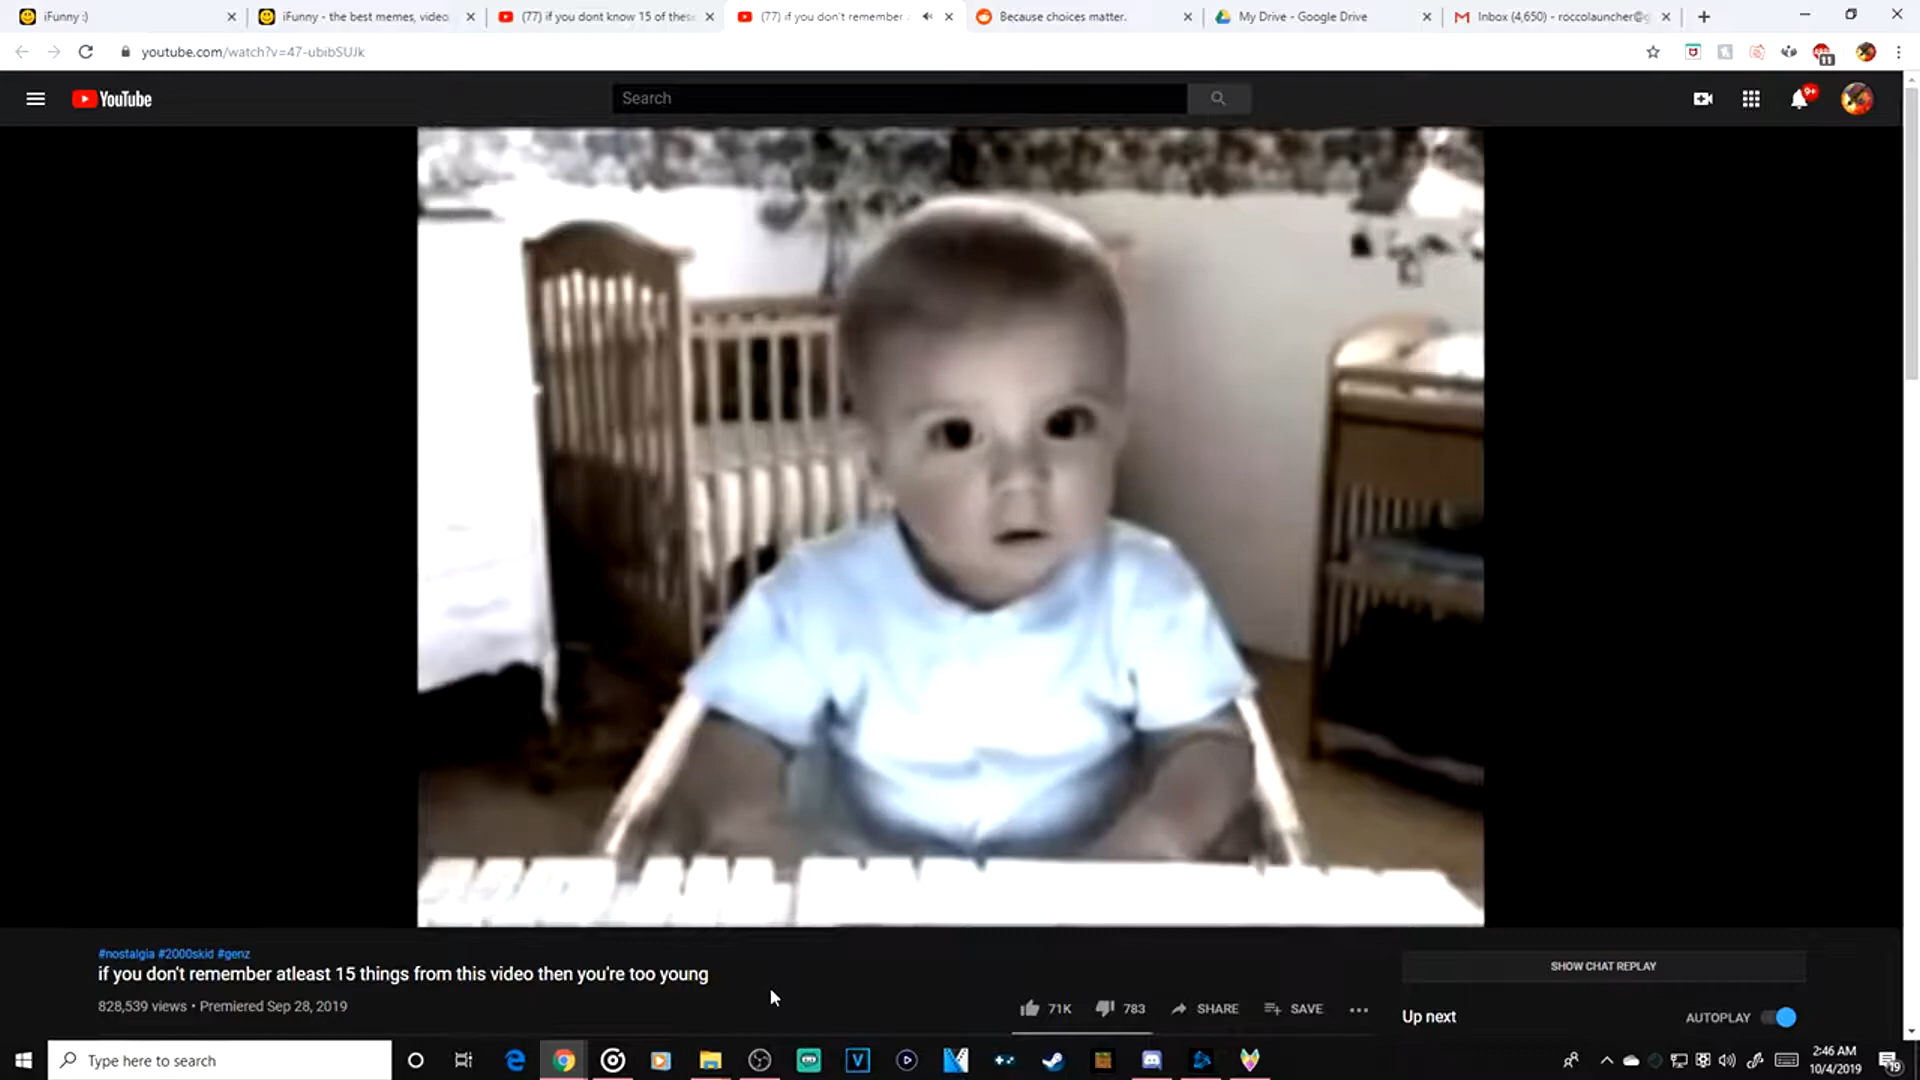 iFunny :)
iFunny - the best memes, video
(77) if you dont know 15 of these
(77) if you don't remember a
Because choices matter.
My Drive - Google Drive
Inbox (4,650) - roccolauncher@g
youtube.com/watch?v=47-ubibSUJk
11
YouTube
Search
9+
#nostalgia #2000skid #genz
if you don't remember atleast 15 things from this video then you're too young
828,539 views • Premiered Sep 28, 2019
71K
783
SHARE
SAVE
SHOW CHAT REPLAY
Up next
AUTOPLAY
Type here to search
2:46 AM
10/4/2019
19